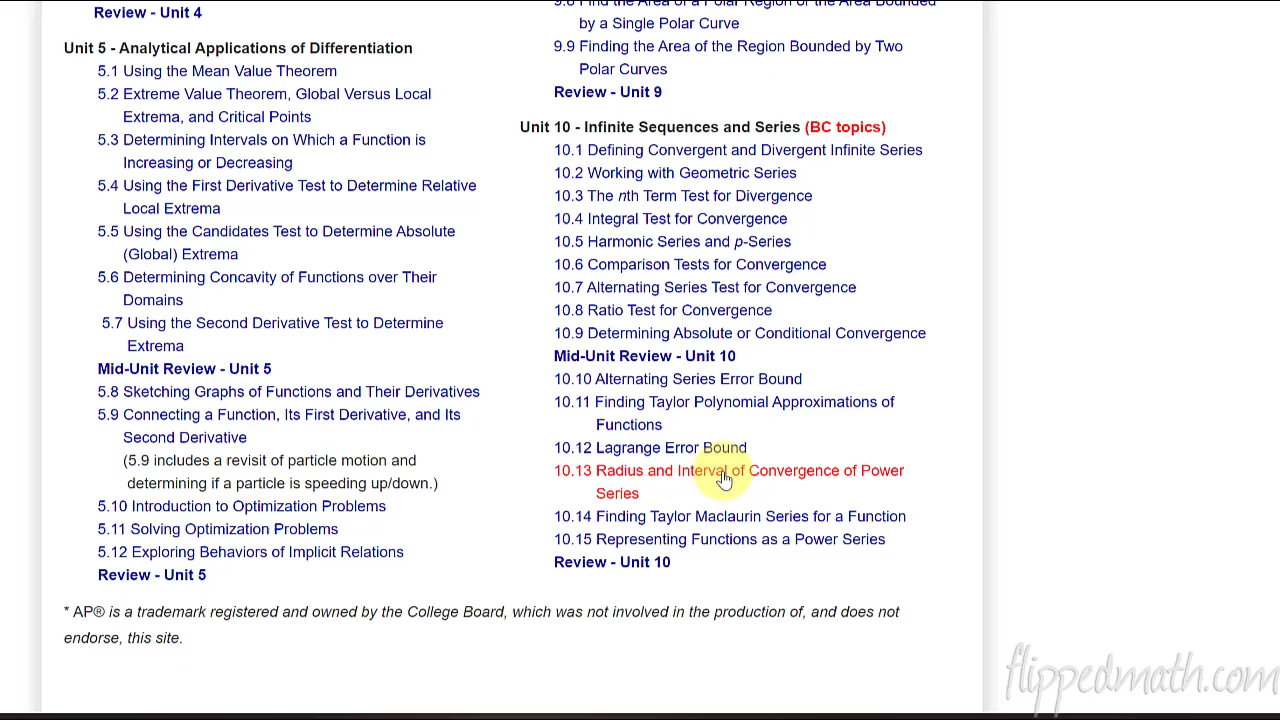 Review - Unit 4
Unit 5 - Analytical Applications of Differentiation
5.1 Using the Mean Value Theorem
5.2 Extreme Value Theorem, Global Versus Local
Extrema, and Critical Points
5.3 Determining Intervals on Which a Function is
Increasing or Decreasing
5.4 Using the First Derivative Test to Determine Relative
Local Extrema
5.5 Using the Candidates Test to Determine Absolute
(Global) Extrema
5.6 Determining Concavity of Functions over Their
Domains
5.7 Using the Second Derivative Test to Determine
Extrema
Mid-Unit Review - Unit 5
5.8 Sketching Graphs of Functions and Their Derivatives
5.9 Connecting a Function, Its First Derivative, and Its
Second Derivative
(5.9 includes a revisit of particle motion and
determining if a particle is speeding up/down.)
5.10 Introduction to Optimization Problems
5.11 Solving Optimization Problems
5.12 Exploring Behaviors of Implicit Relations
Review - Unit 5
9.8 Find the Area of a Polar Region or the Area Bounded
by a Single Polar Curve
9.9 Finding the Area of the Region Bounded by Two
Polar Curves
Review - Unit 9
Unit 10 - Infinite Sequences and Series (BC topics)
10.1 Defining Convergent and Divergent Infinite Series
10.2 Working with Geometric Series
10.3 The nth Term Test for Divergence
10.4 Integral Test for Convergence
10.5 Harmonic Series and p-Series
10.6 Comparison Tests for Convergence
10.7 Alternating Series Test for Convergence
10.8 Ratio Test for Convergence
10.9 Determining Absolute or Conditional Convergence
Mid-Unit Review - Unit 10
10.10 Alternating Series Error Bound
10.11 Finding Taylor Polynomial Approximations of
Functions
10.12 Lagrange Error Bound
10.13 Radius and Interval of Convergence of Power
Series
10.14 Finding Taylor Maclaurin Series for a Function
10.15 Representing Functions as a Power Series
Review - Unit 10
* AP® is a trademark registered and owned by the College Board, which was not involved in the production of, and does not
endorse, this site.
flippedmath.com